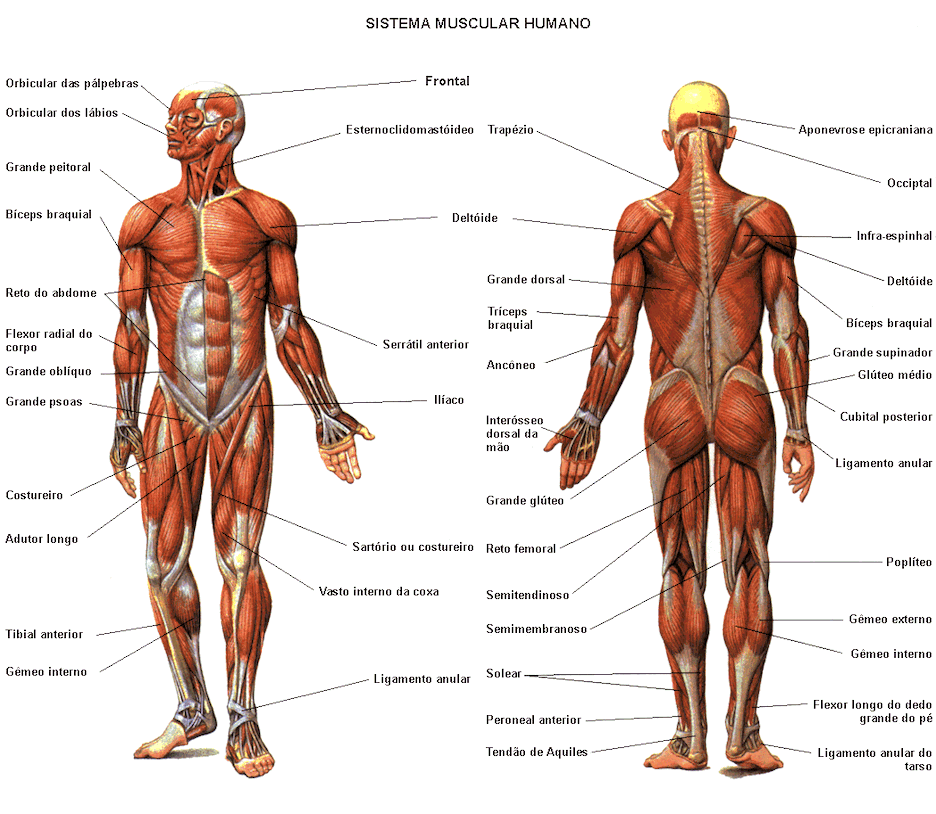 SISTEMA MUSCULAR HUMANO
Orbicular das pálpebras
Orbicular dos lábios
Grande peitoral
Bíceps braquial
Reto do abdome
Flexor radial do
corpo
Grande oblíquo
Grande psoas
Costureiro
Adutor longo
Tibial anterior
Gêmeo interno
Frontal
Esternoclidomastóideo
Deltóide
Serrátil anterior
Ilíaco
Sartório ou costureiro
Vasto interno da coxa
Ligamento anular
Trapézio
Grande dorsal
Tríceps
braquial
Ancôneo
Interósseo
dorsal da
mão
Grande glúteo
Reto femoral
Semitendinoso
Semimembranoso
Solear
Peroneal anterior
Tendão de Aquiles
Aponevrose epicraniana
Occiptal
Infra-espinhal
Deltóide
Bíceps braquial
Grande supinador
Glúteo médio
Cubital posterior
Ligamento anular
Poplíteo
Gêmeo externo
Gêmeo interno
Flexor longo do dedo
grande do pé
Ligamento anular do
tarso